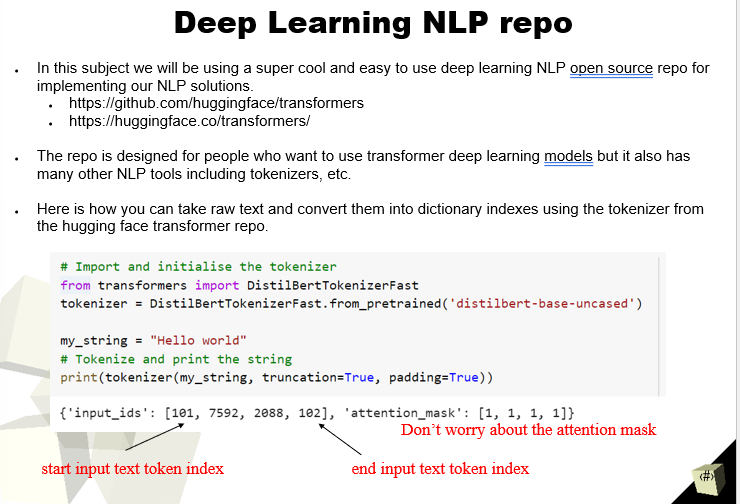 Deep Learning NLP repo
In this subject we will be using a super cool and easy to use deep learning NLP open source repo for
implementing our NLP solutions.
https://github.com/huggingface/transformers
https://huggingface.co/transformers/
The repo is designed for people who want to use transformer deep learning models but it also has
many other NLP tools including tokenizers, etc.
Here is how you can take raw text and convert them into dictionary indexes using the tokenizer from
the hugging face transformer repo.
# Import and initialise the tokenizer
from transformers import DistilBertTokenizerFast
tokenizer = DistilBertTokenizerFast.from_pretrained('distilbert-base-uncased')
my_string = "Hello world"
# Tokenize and print the string
print(tokenizer(my_string, truncation=True, padding=True))
{'input_ids': [101, 7592, 2088, 102], 'attention_mask': [1, 1, 1, 1]}
Don't worry about the attention mask
start input text token index
end input text token index
(#)